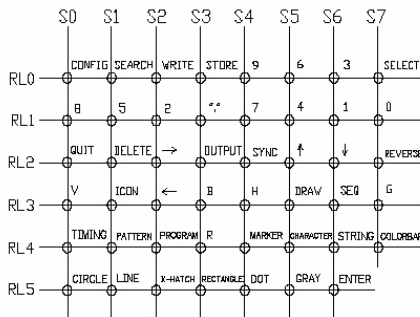 S0 S1 S2 S3 S4 S5 S6 S7
CONFIG SEARCH WRITE STORE 9 6 3 SELECT
RL0
8 5 2 7 4 1 0
RL1
QUIT DELETE → OUTPUT SYNC ↑ ↓ REVERSE
RL2
V ICON ← B H DRAW SEQ G
RL3
TIMING PATTERN PROGRAM R MARKER CHARACTER STRING COLORBAR
RL4
CIRCLE LINE X-HATCH RECTANGLE DOT GRAY ENTER
RL5